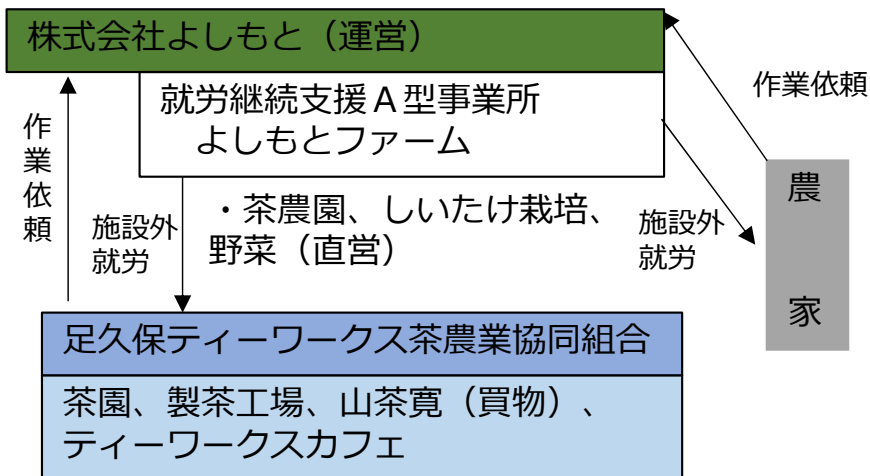 株式会社よしもと（運営）
就労継続支援A型事業所
よしもとファーム
作業依頼
作業依頼
施設外
就労
・茶農園、しいたけ栽培、
野菜（直営）
施設外
就労
農家
足久保ティーワークス茶農業協同組合
茶園、製茶工場、山茶寛（買物）、
ティーワークスカフェ